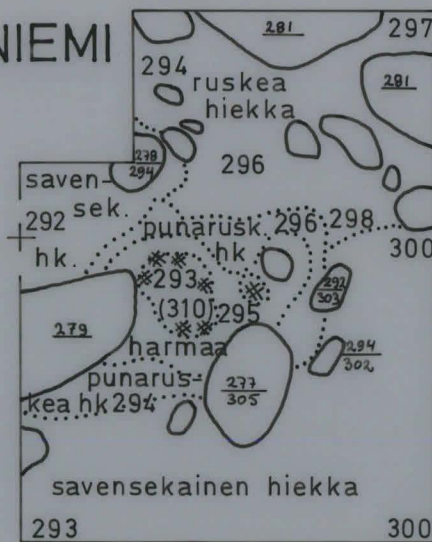 NIEMI
281
297
294
ruskea
hiekka
281
278
294
296
saven-
sek.
292
hk.
punarusk.
hk.
296
298
300
293
(310)
295
292
303
279
harmaa
294
302
punarus-
kea hk 294
277
305
savensekainen hiekka
293
300